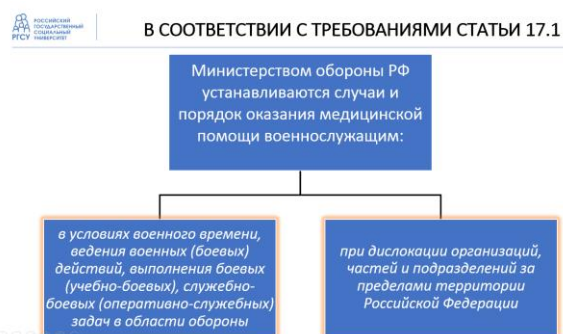 РОССИЙСКИЙ
ГОСУДАРСТВЕННЫЙ
СОЦИАЛЬНЫЙ
УНИВЕРСИТЕТ
РГСУ
В СООТВЕТСТВИИ С ТРЕБОВАНИЯМИ СТАТЬИ 17.1
Министерством обороны РФ
устанавливаются случаи и
порядок оказания медицинской
помощи военнослужащим:
в условиях военного времени,
ведения военных (боевых)
действий, выполнения боевых
(учебно-боевых), служебно-
боевых (оперативно-служебных)
задач в области обороны
при дислокации организаций,
частей и подразделений за
пределами территории
Российской Федерации